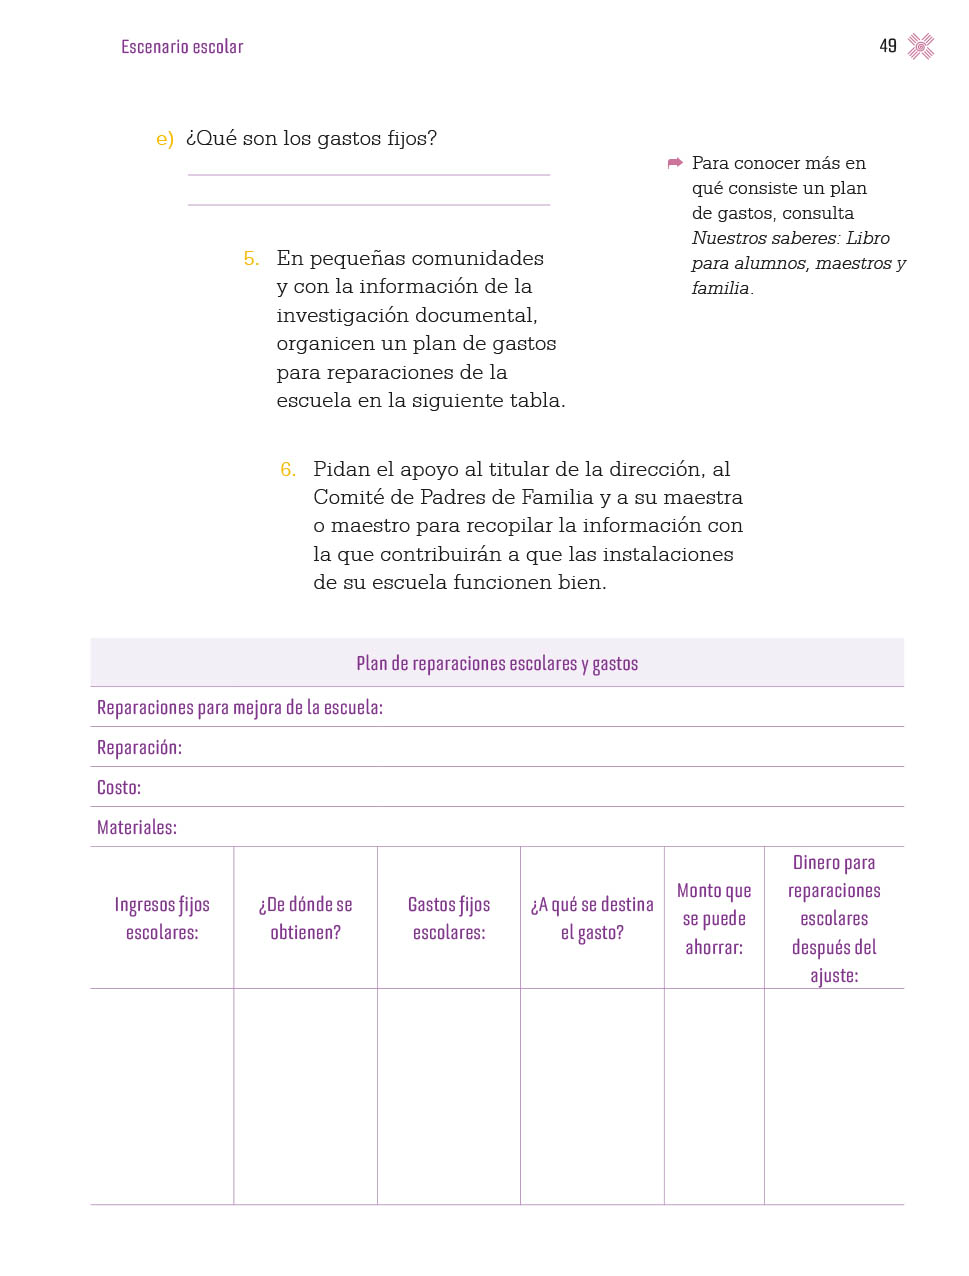 Escenario escolar
49
e) ¿Qué son los gastos fijos?
Para conocer más en
qué consiste un plan
de gastos, consulta
Nuestros saberes: Libro
para alumnos, maestros y
familia.
5. En pequeñas comunidades
y con la información de la
investigación documental,
organicen un plan de gastos
para reparaciones de la
escuela en la siguiente tabla.
6. Pidan el apoyo al titular de la dirección, al
Comité de Padres de Familia y a su maestra
o maestro para recopilar la información con
la que contribuirán a que las instalaciones
de su escuela funcionen bien.
Plan de reparaciones escolares y gastos
Reparaciones para mejora de la escuela:
Reparación:
Costo:
Materiales:
Ingresos fijos
escolares:
¿De dónde se
obtienen?
Gastos fijos
escolares:
¿A qué se destina
el gasto?
Monto que
se puede
ahorrar:
Dinero para
reparaciones
escolares
después del
ajuste: